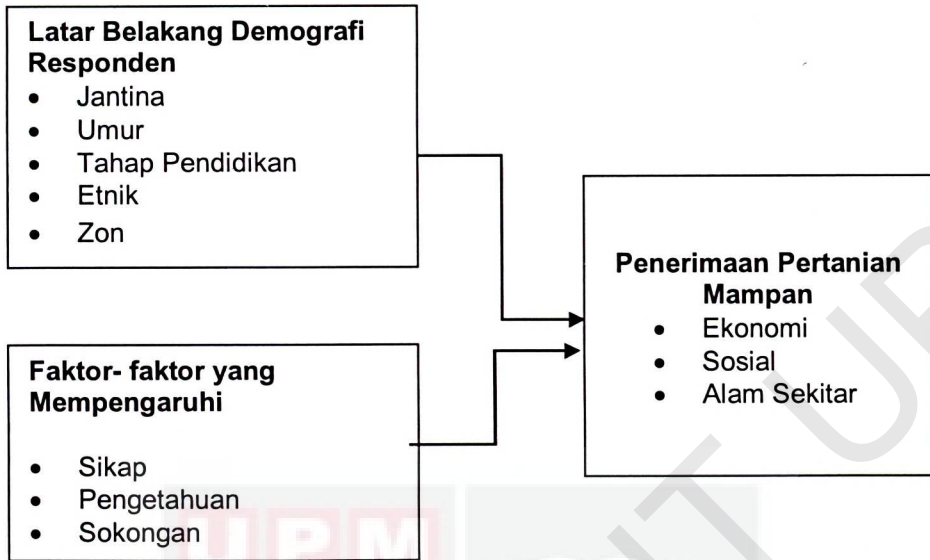 Latar Belakang Demografi
Responden
• Jantina
• Umur
• Tahap Pendidikan
• Etnik
• Zon
Faktor- faktor yang
Mempengaruhi
• Sikap
• Pengetahuan
• Sokongan
Penerimaan Pertanian
Mampan
• Ekonomi
• Sosial
• Alam Sekitar
UPM